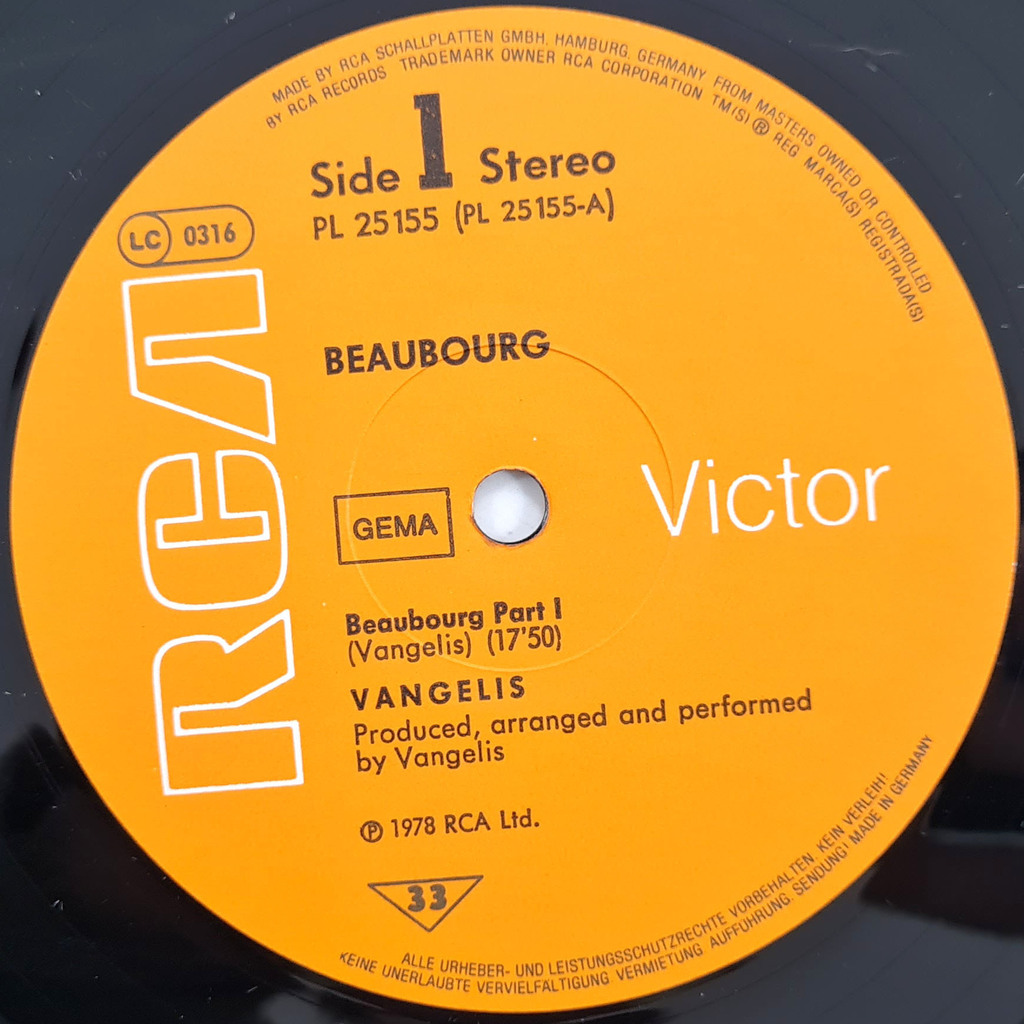 MADE BY RCA SCHALLPLATTEN GMBH, HAMBURG, GERMANY FROM MASTERS OWNED OR CONTROLLED
BY RCA RECORDS TRADEMARK OWNER RCA CORPORATION TM(S) ® REG MARCA(S) REGISTRADA(S)
Side 1 Stereo
PL 25155 (PL 25155-A)
LC 0316
RCA
BEAUBOURG
Victor
GEMA
Beaubourg Part I
(Vangelis) (17'50)
VANGELIS
Produced, arranged and performed
by Vangelis
℗ 1978 RCA Ltd.
33
ALLE URHEBER- UND LEISTUNGSSCHUTZRECHTE VORBEHALTEN. KEIN VERLEIH!
KEINE UNERLAUBTE VERVIELFALTIGUNG. VERMIETUNG. AUFFUHRUNG. SENDUNG! MADE IN GERMANY